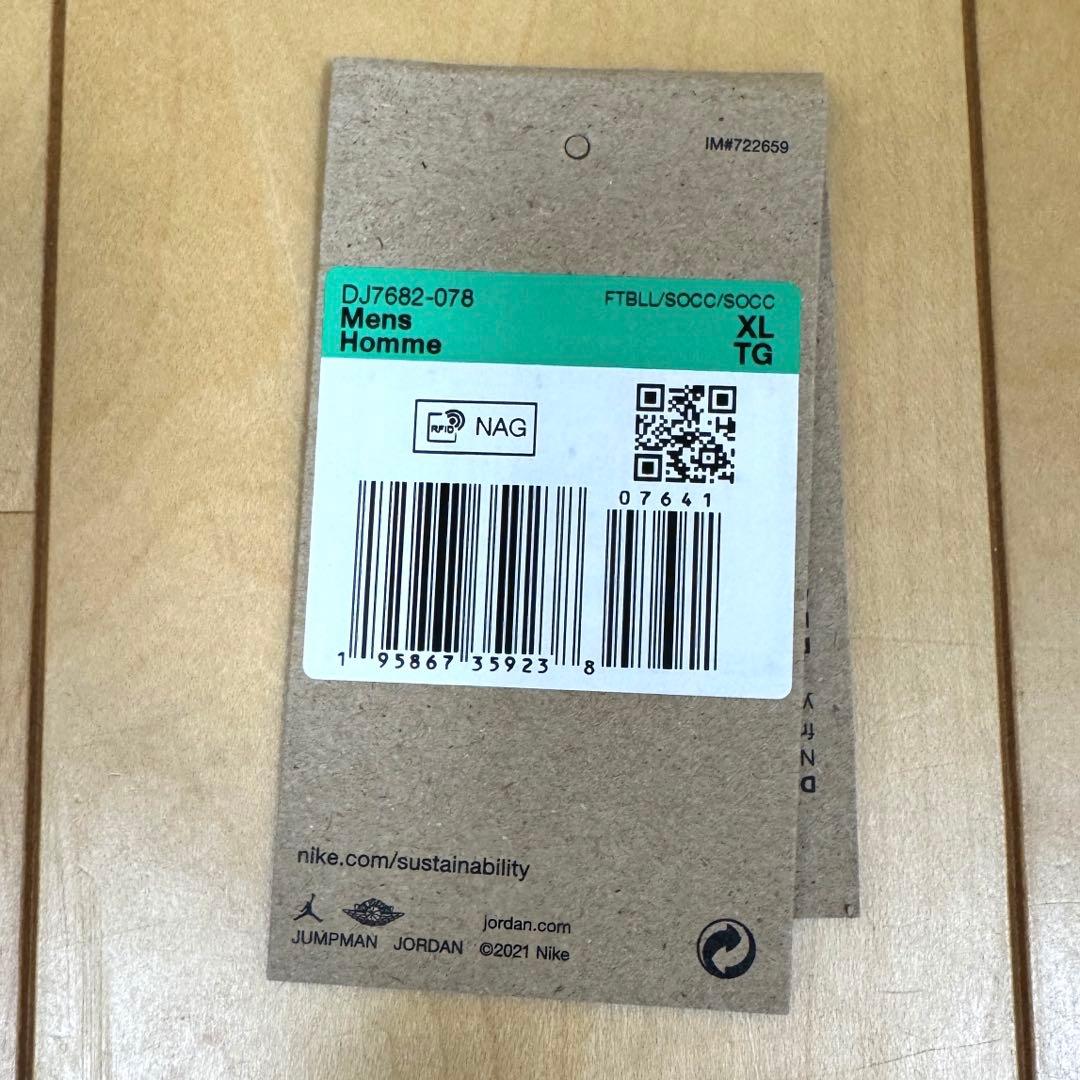 IM#722659
DJ7682-078 FTBLL/SOCC/SOCC
Mens XL
Homme TG
RFID NAG
07641
1 95867 35923 8
nike.com/sustainability
jordan.com
JUMPMAN JORDAN ©2021 Nike